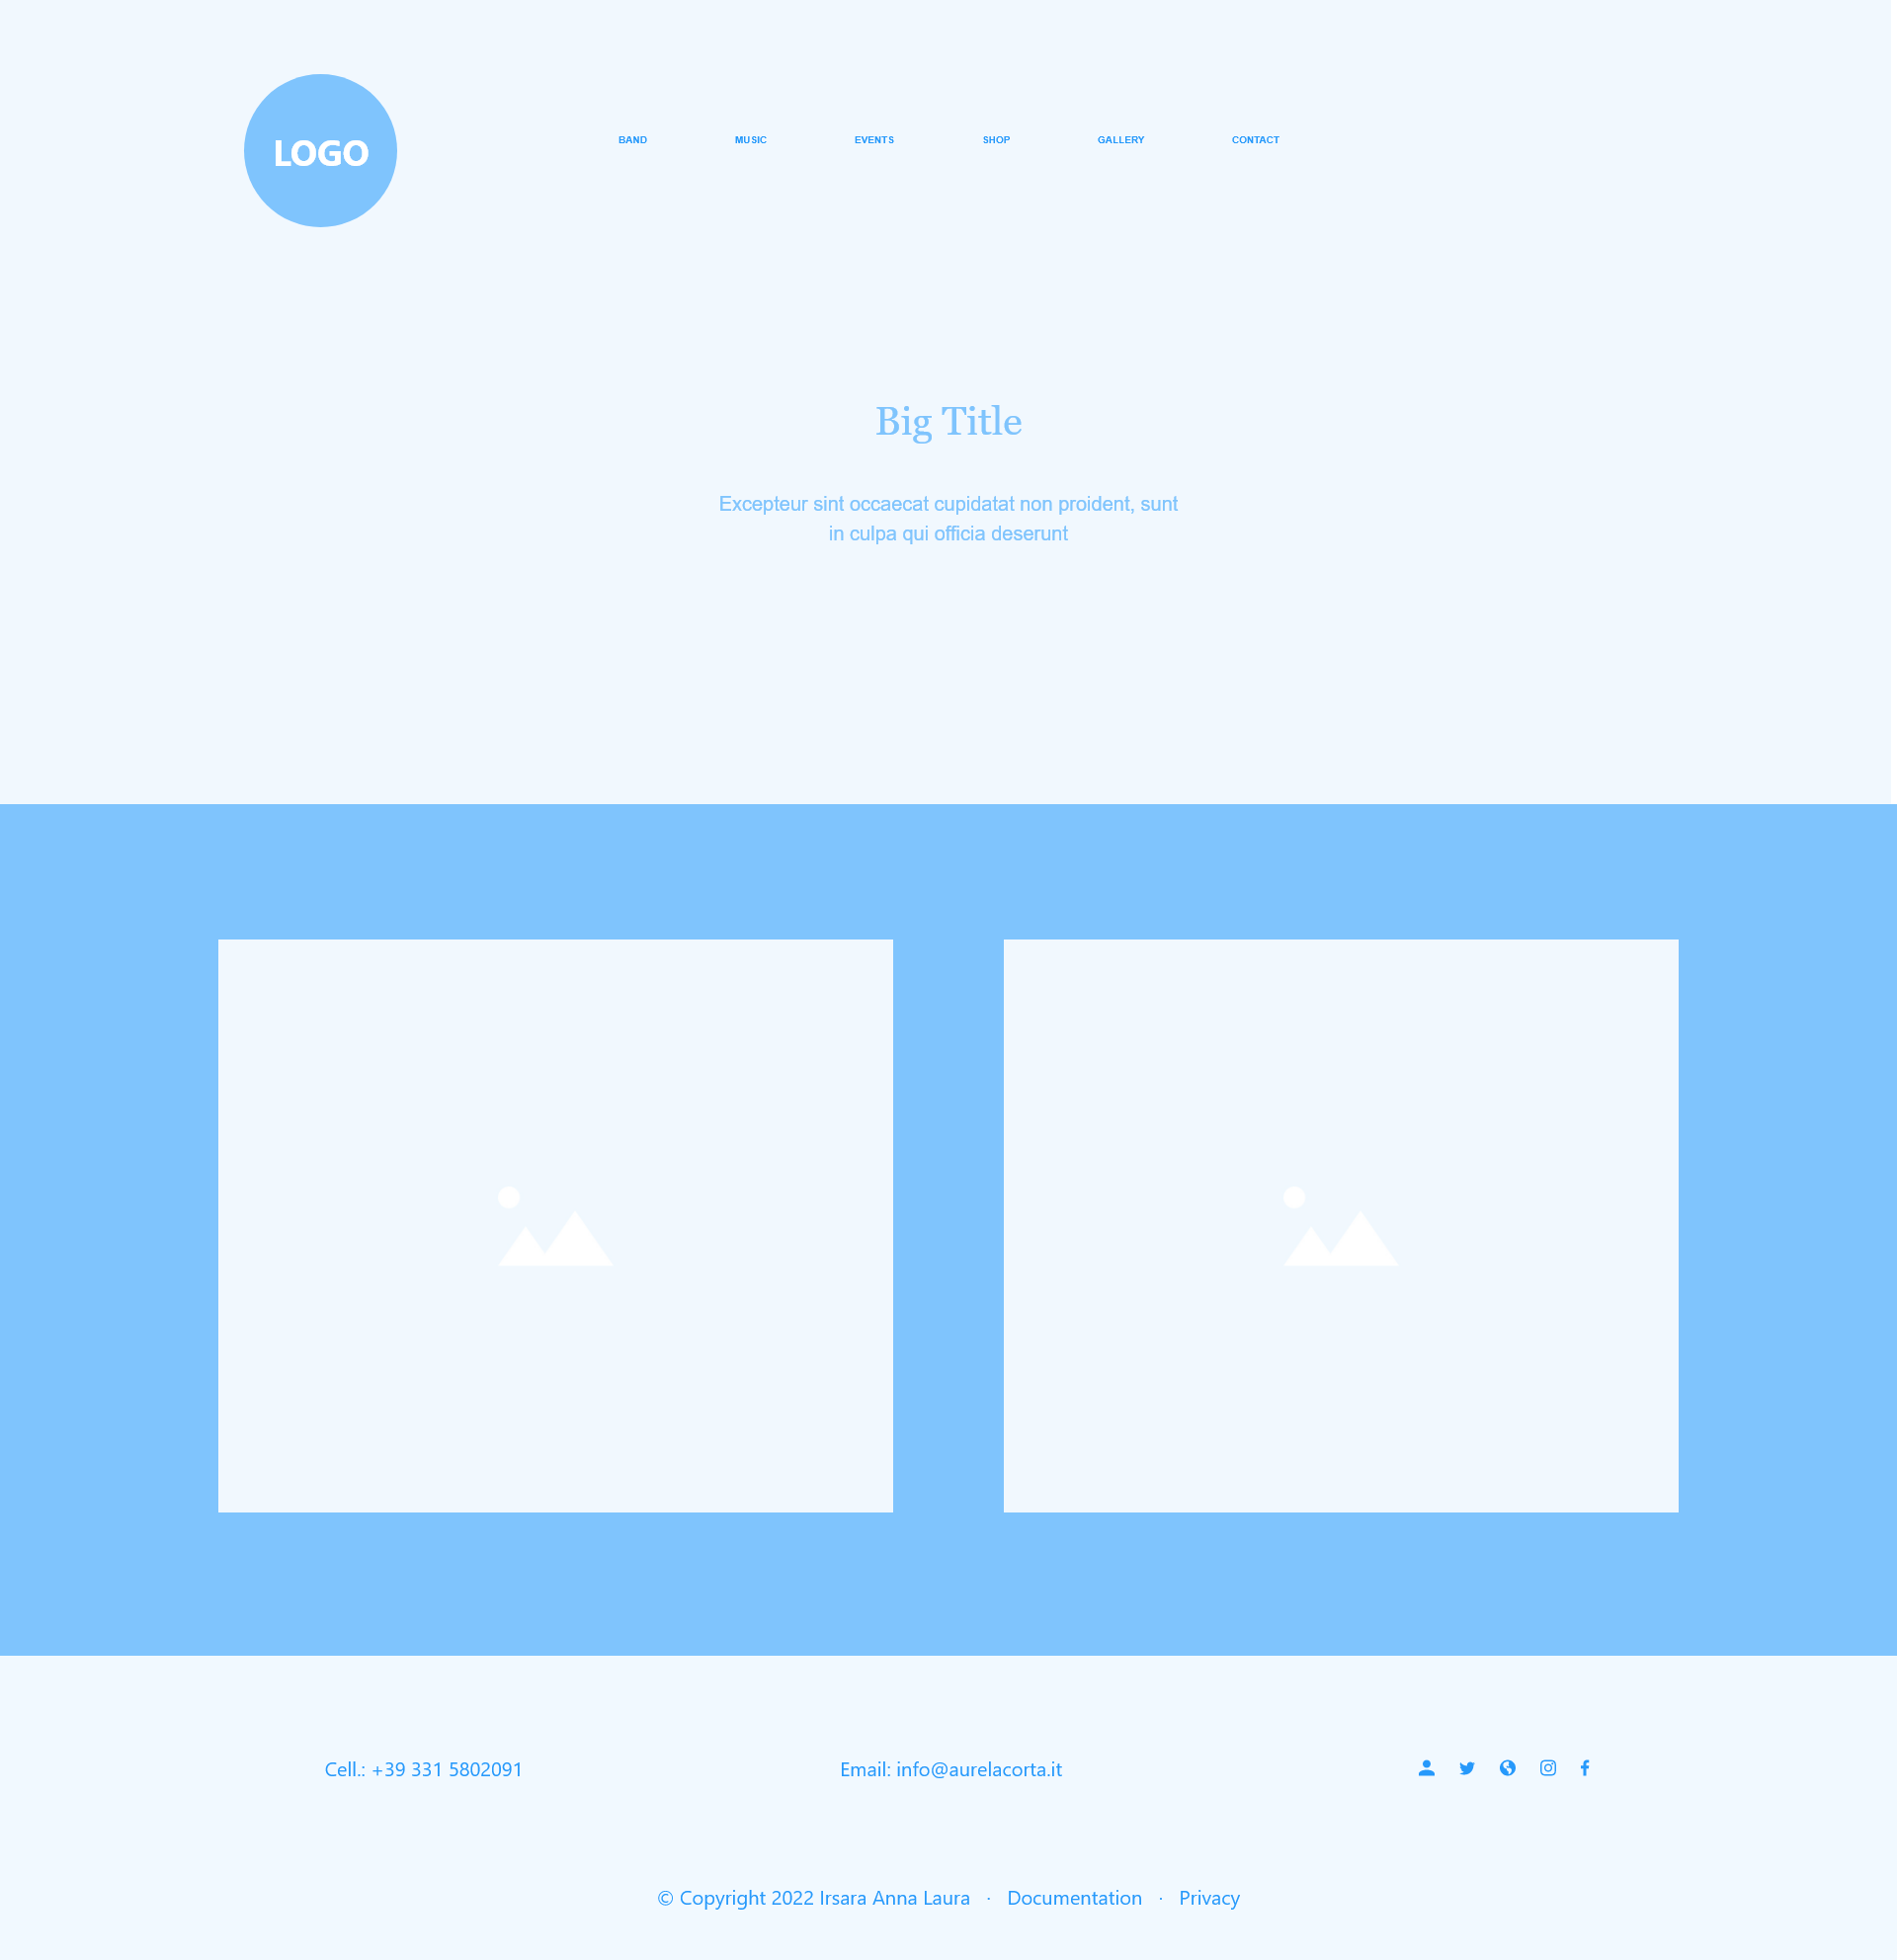 LOGO
BAND MUSIC EVENTS SHOP GALLERY CONTACT
Big Title
Excepteur sint occaecat cupidatat non proident, sunt
in culpa qui officia deserunt
Cell.: +39 331 5802091
Email: info@aurelacorta.it
© Copyright 2022 Irsara Anna Laura · Documentation · Privacy